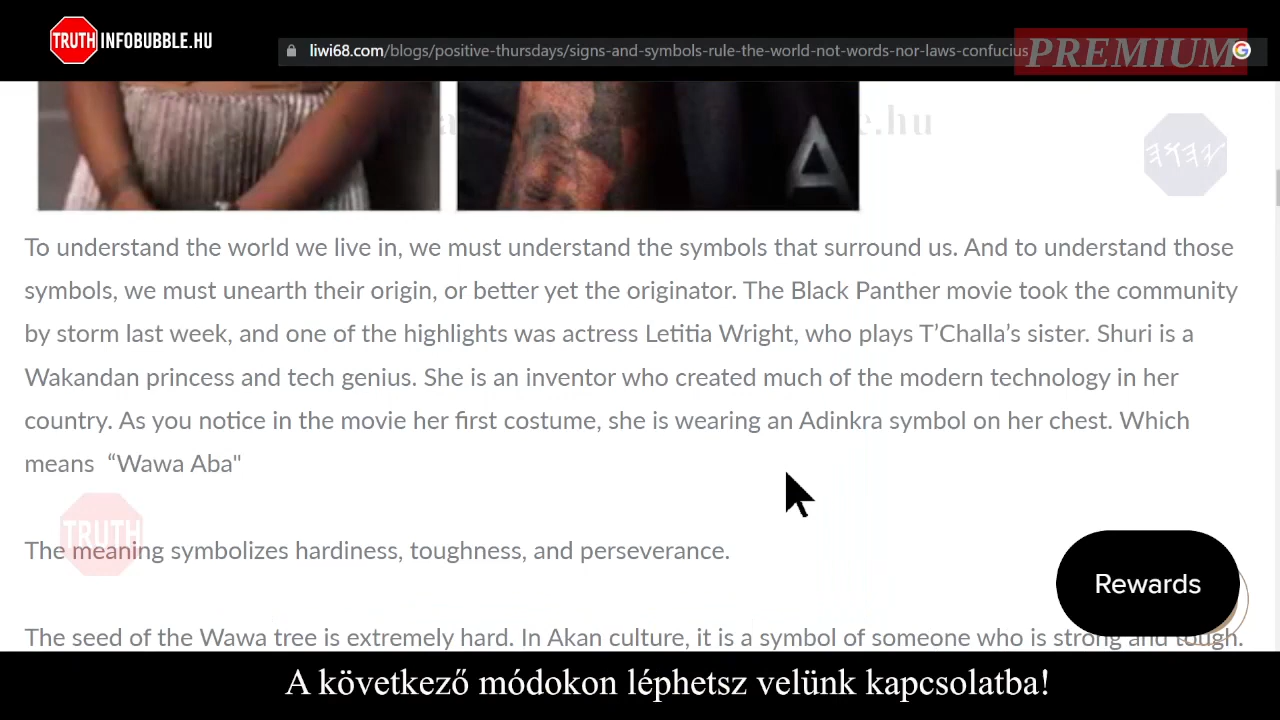 TRUTH INFOBUBBLE.HU
liwi68.com/blogs/positive-thursdays/signs-and-symbols-rule-the-world-not-words-nor-laws-confucius
PREMIUM
e.hu
A
To understand the world we live in, we must understand the symbols that surround us. And to understand those
symbols, we must unearth their origin, or better yet the originator. The Black Panther movie took the community
by storm last week, and one of the highlights was actress Letitia Wright, who plays T’Challa’s sister. Shuri is a
Wakandan princess and tech genius. She is an inventor who created much of the modern technology in her
country. As you notice in the movie her first costume, she is wearing an Adinkra symbol on her chest. Which
means “Wawa Aba"
TRUTH
The meaning symbolizes hardiness, toughness, and perseverance.
Rewards
The seed of the Wawa tree is extremely hard. In Akan culture, it is a symbol of someone who is strong and tough.
A következő módokon léphetsz velünk kapcsolatba!